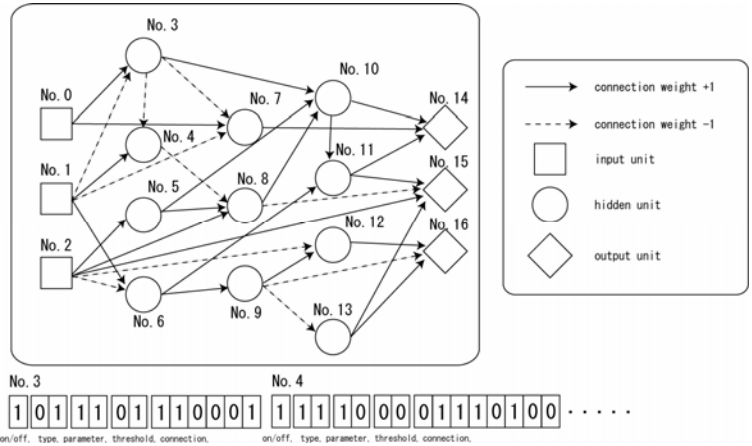 No. 3
No. 10
No. 0
No. 7
No. 14
No. 4
No. 1
No. 11
No. 15
No. 5
No. 8
No. 12
No. 16
No. 2
No. 6
No. 9
No. 13
connection weight +1
connection weight -1
input unit
hidden unit
output unit
No. 3
1 0 1 1 1 1 0 1 1 1 0 0 0 1
on/off, type, parameter, threshold, connection,
No. 4
1 1 1 1 0 0 0 0 1 1 1 0 1 0 0 · · · · · ·
on/off, type, parameter, threshold, connection,